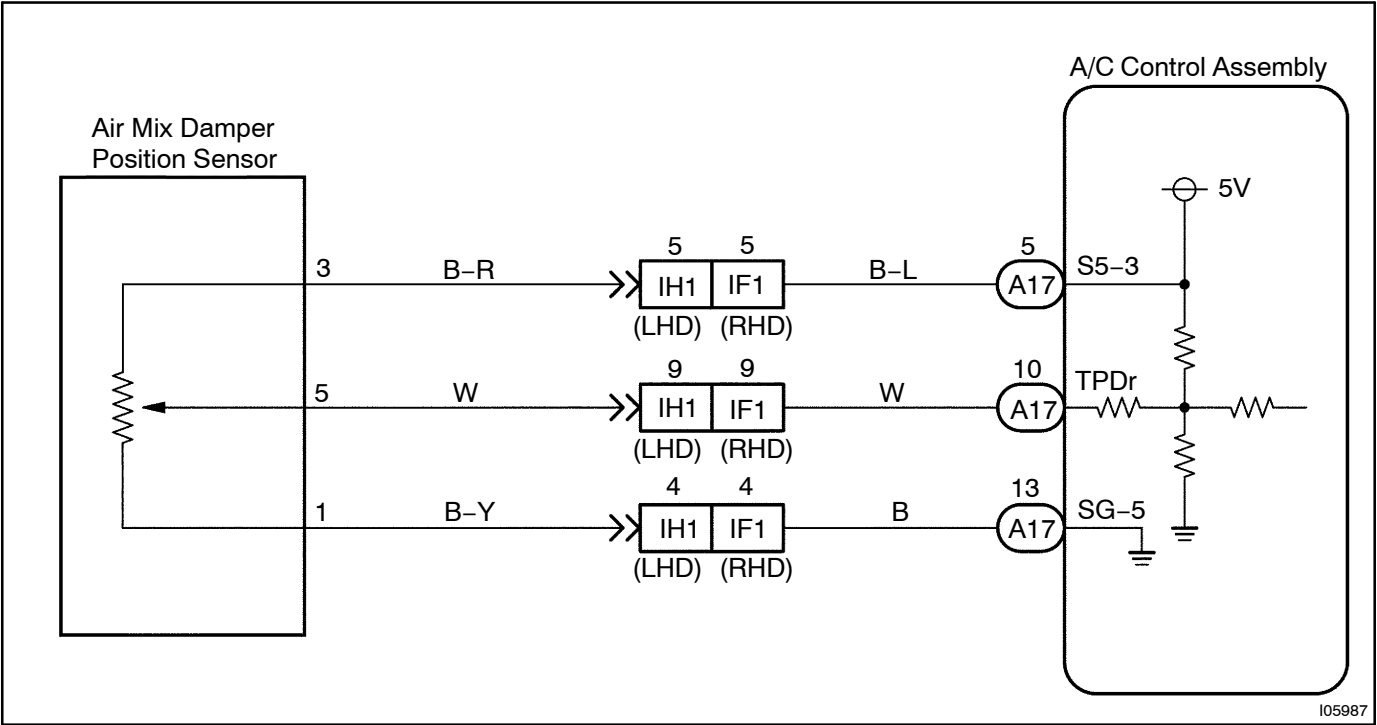 A/C Control Assembly
Air Mix Damper
Position Sensor
5V
3 B–R 5 5 B–L 5 S5–3
IH1 IF1 A17
(LHD) (RHD)
5 W 9 9 W 10 TPDr
IH1 IF1 A17
(LHD) (RHD)
1 B–Y 4 4 B 13 SG–5
IH1 IF1 A17
(LHD) (RHD)
I05987